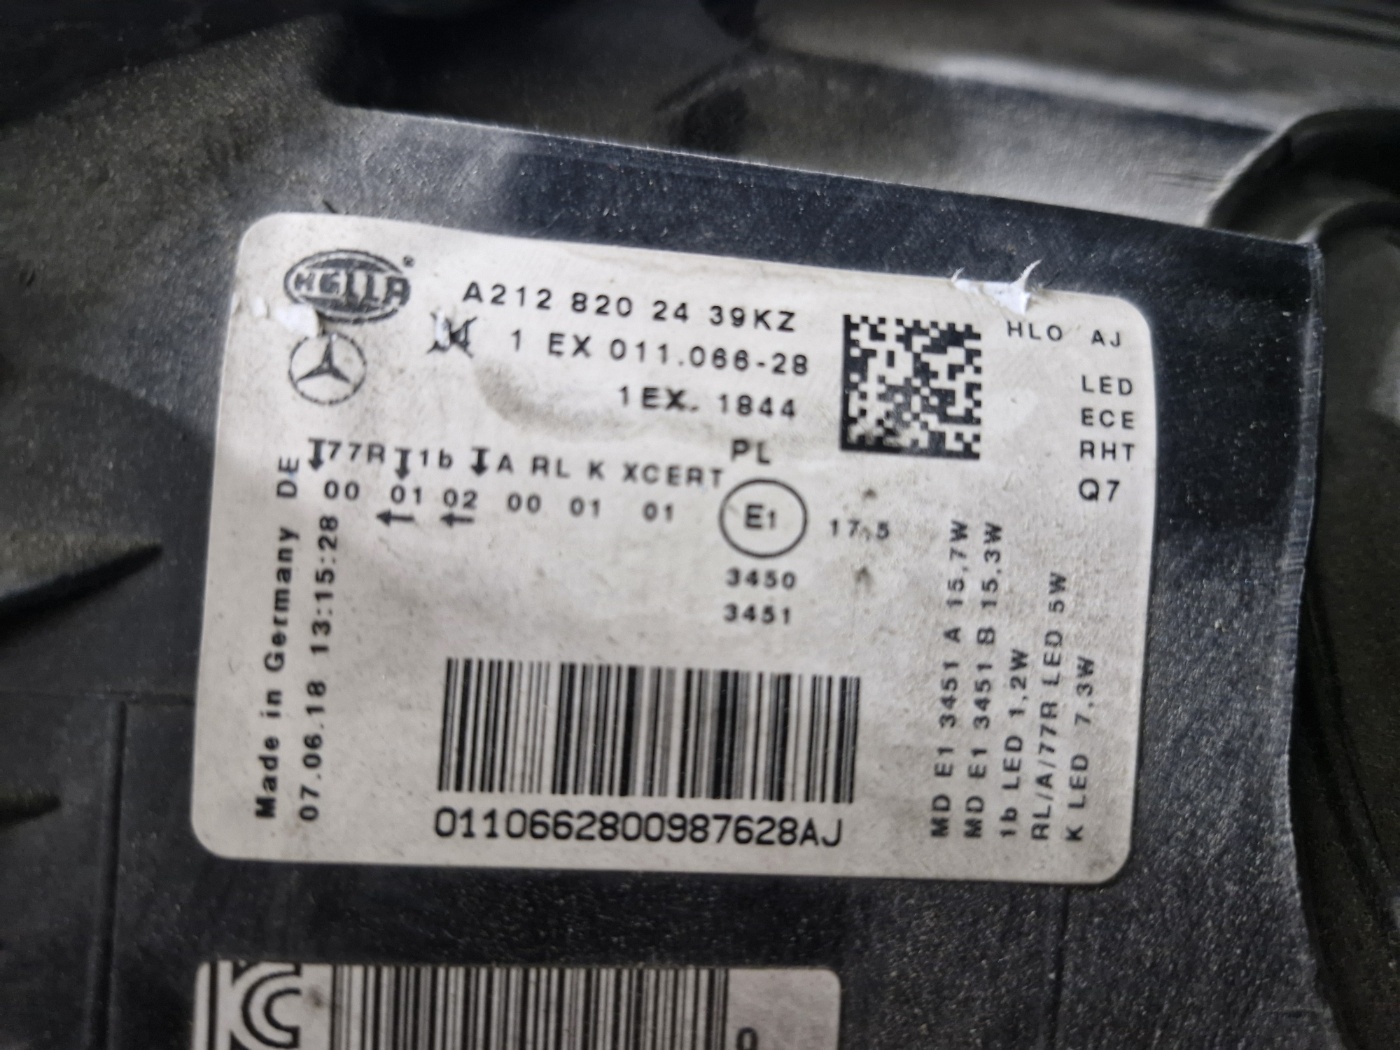 HELLA
A212 820 24 39KZ
1 EX 011.066-28
1EX. 1844
HLO AJ
LED
ECE
RHT
Q7
PL
77R 1b A RL K XCERT
00 01 02 00 01 01
E1
17.5
3450
3451
Made in Germany DE
07.06.18 13:15:28
MD E1 3451 A 15,7W
MD E1 3451 B 15,3W
1b LED 1,2W
RL/A/77R LED 5W
K LED 7,3W
0110662800987628AJ